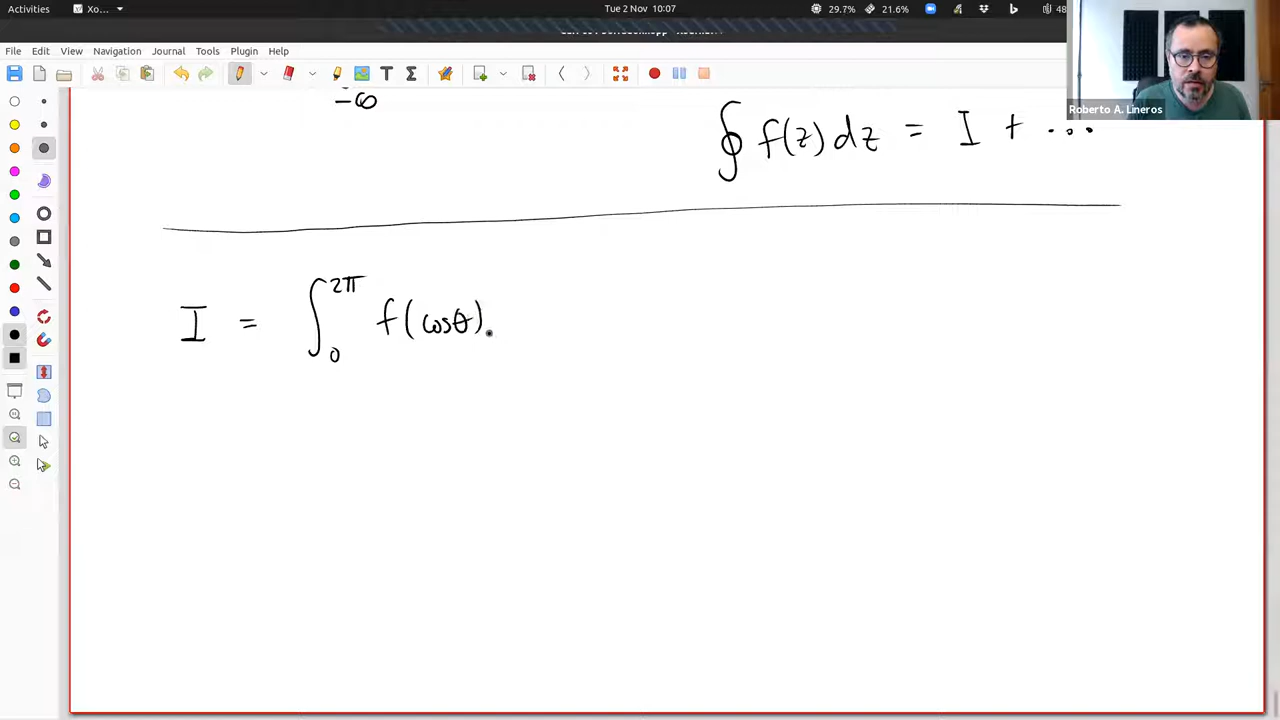 Activities Xo... ▾ Tue 2 Nov 10:07 29.7% 21.6% 48
File Edit View Navigation Journal Tools Plugin Help
Roberto A. Lineros
-∞
∮ f(z) dz = I + ...
I = ∫₀^{2π} f(cosθ)